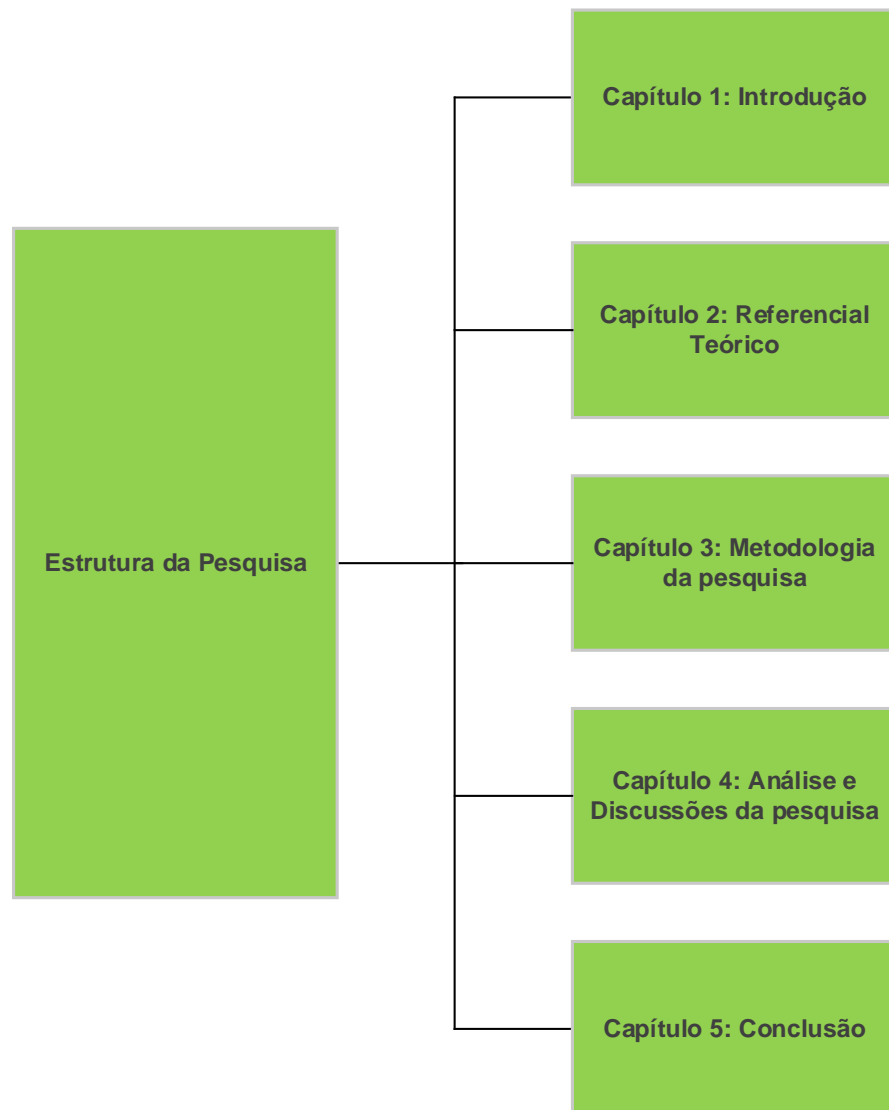 Estrutura da Pesquisa
Capítulo 1: Introdução
Capítulo 2: Referencial
Teórico
Capítulo 3: Metodologia
da pesquisa
Capítulo 4: Análise e
Discussões da pesquisa
Capítulo 5: Conclusão